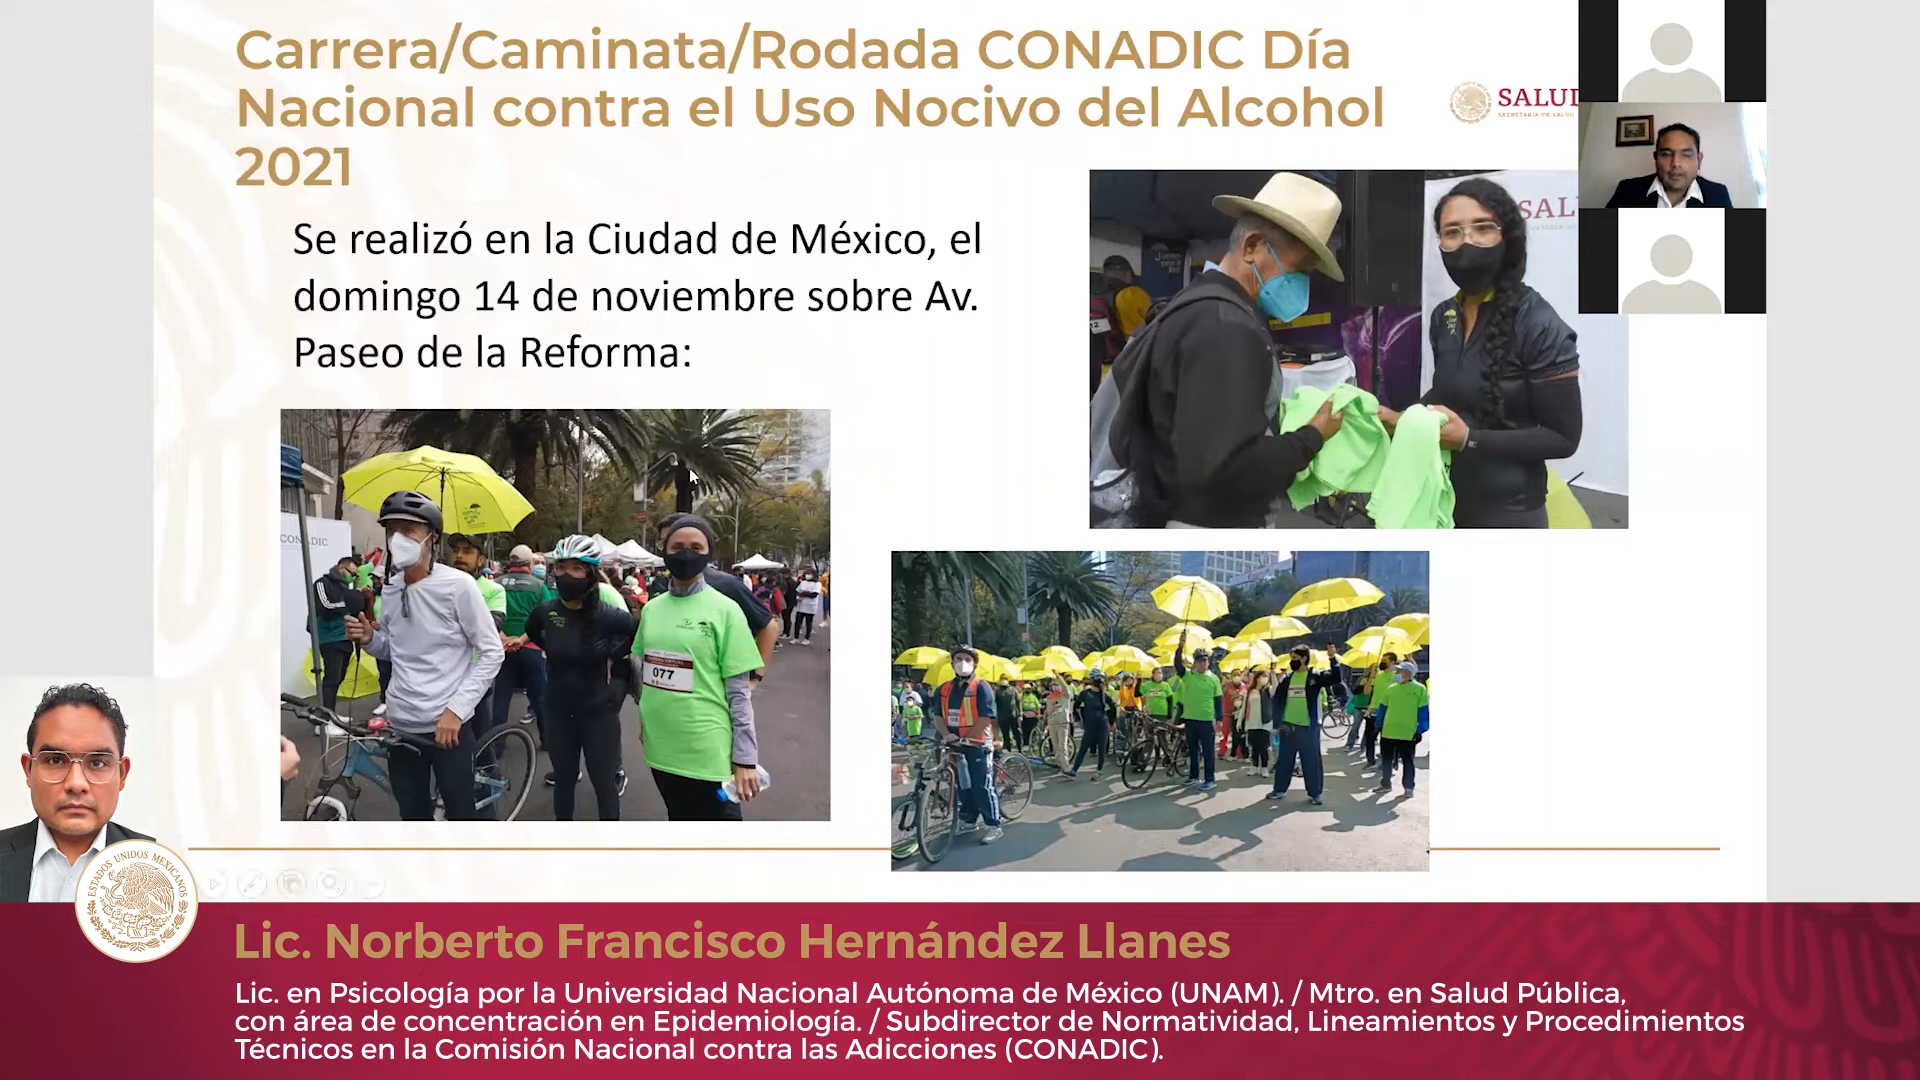 Carrera/Caminata/Rodada CONADIC Día
Nacional contra el Uso Nocivo del Alcohol
2021
SALUD
SECRETARÍA DE SALUD
Se realizó en la Ciudad de México, el
domingo 14 de noviembre sobre Av.
Paseo de la Reforma:
SAL
CONADIC
077
ESTADOS UNIDOS MEXICANOS
Lic. Norberto Francisco Hernández Llanes
Lic. en Psicología por la Universidad Nacional Autónoma de México (UNAM). / Mtro. en Salud Pública,
con área de concentración en Epidemiología. / Subdirector de Normatividad, Lineamientos y Procedimientos
Técnicos en la Comisión Nacional contra las Adicciones (CONADIC).